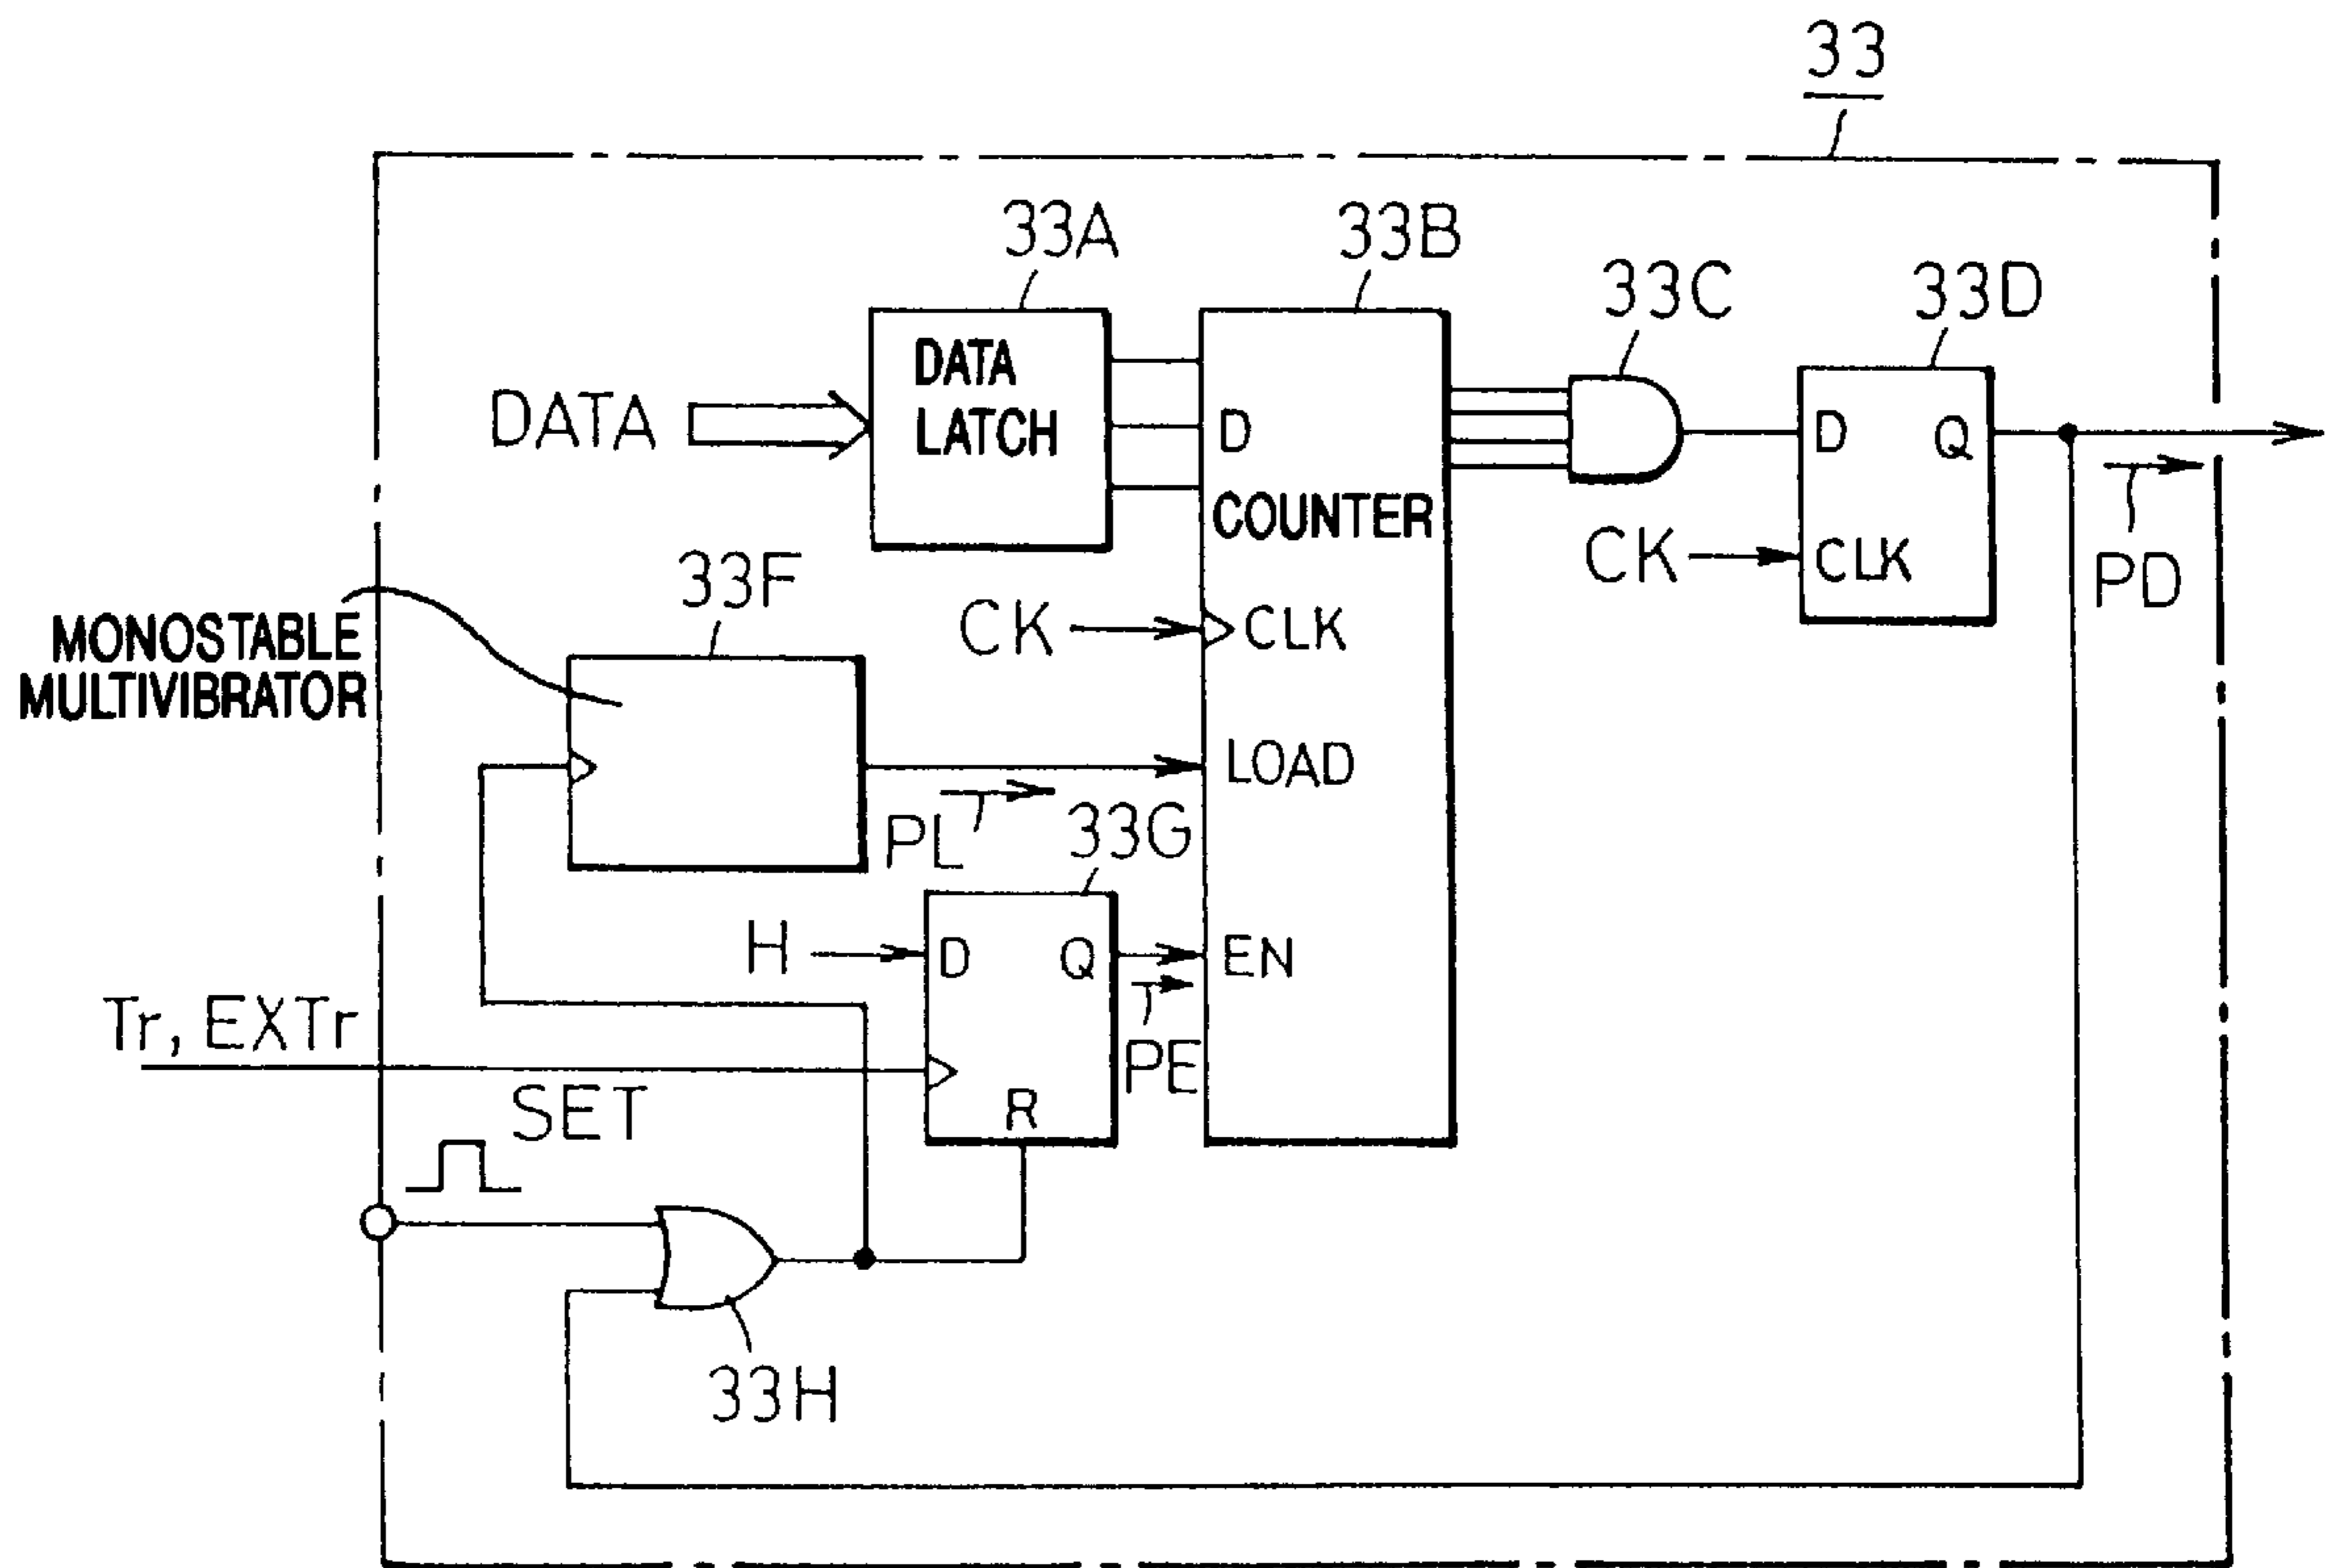 33
33A
33B
33C
33D
DATA
DATA
LATCH
D
COUNTER
D
Q
CK
CLK
PD
33F
MONOSTABLE
MULTIVIBRATOR
CK
CLK
LOAD
PL
33G
H
D
Q
EN
Tr, EXTr
PE
SET
R
33H